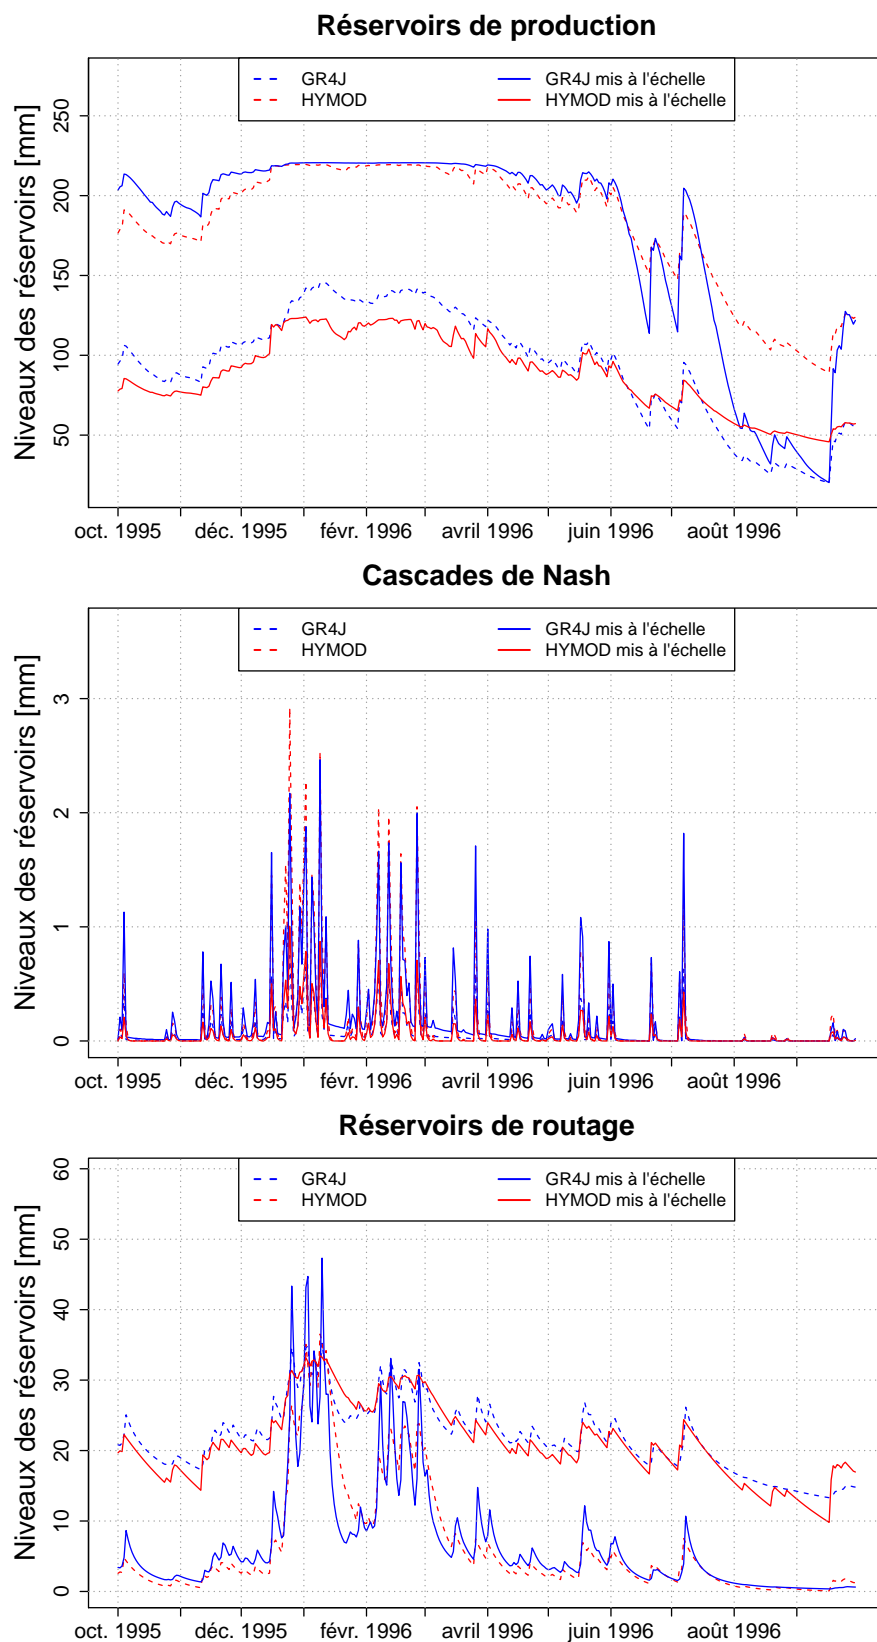 Réservoirs de production
GR4J
HYMOD
GR4J mis à l'échelle
HYMOD mis à l'échelle
Niveaux des réservoirs [mm]
250
200
150
100
50
oct. 1995 déc. 1995 févr. 1996 avril 1996 juin 1996 août 1996
Cascades de Nash
GR4J
HYMOD
GR4J mis à l'échelle
HYMOD mis à l'échelle
Niveaux des réservoirs [mm]
3
2
1
0
oct. 1995 déc. 1995 févr. 1996 avril 1996 juin 1996 août 1996
Réservoirs de routage
GR4J
HYMOD
GR4J mis à l'échelle
HYMOD mis à l'échelle
Niveaux des réservoirs [mm]
60
50
40
30
20
10
0
oct. 1995 déc. 1995 févr. 1996 avril 1996 juin 1996 août 1996